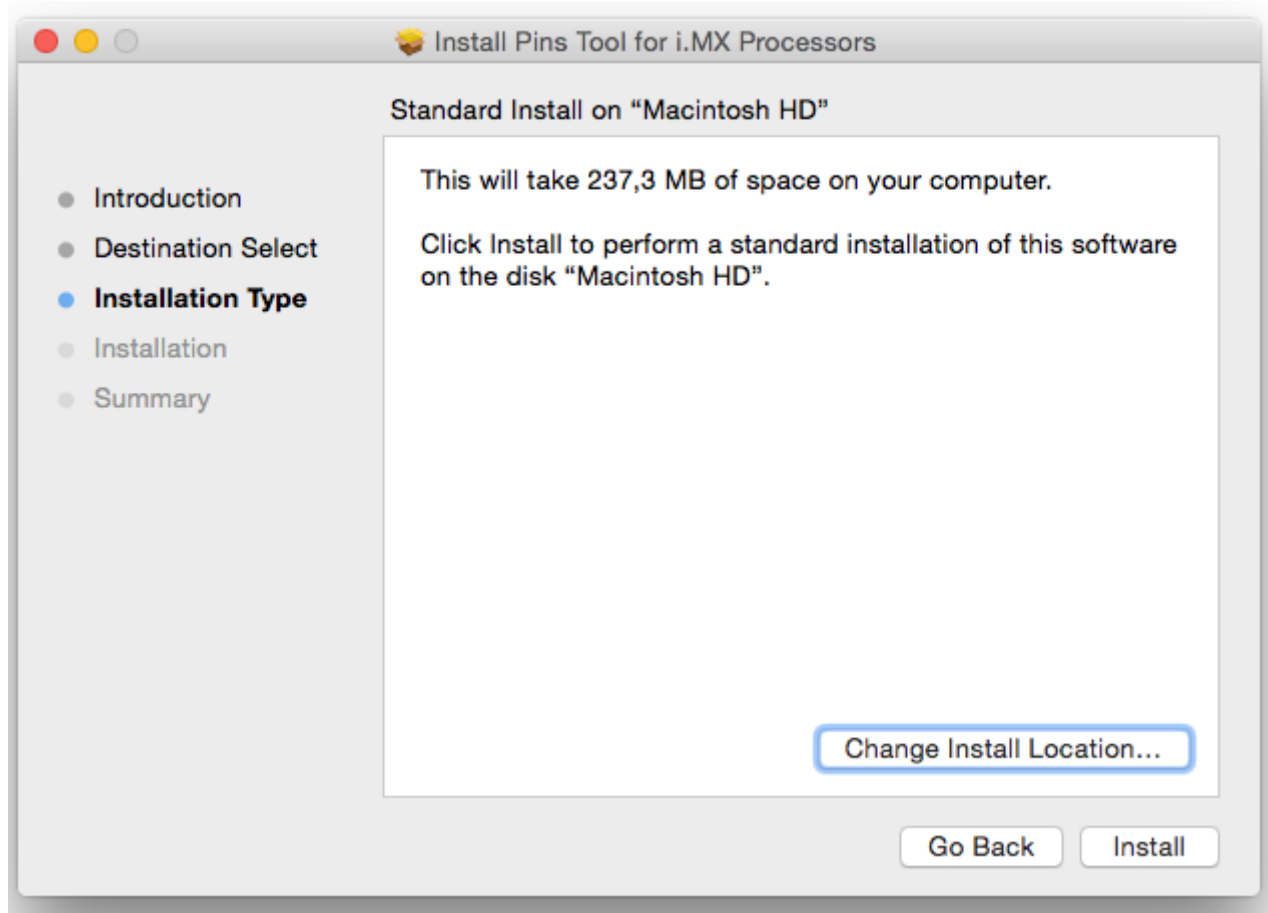 Install Pins Tool for i.MX Processors
Standard Install on “Macintosh HD”
Introduction
Destination Select
Installation Type
Installation
Summary
This will take 237,3 MB of space on your computer.
Click Install to perform a standard installation of this software
on the disk “Macintosh HD”.
Change Install Location...
Go Back
Install